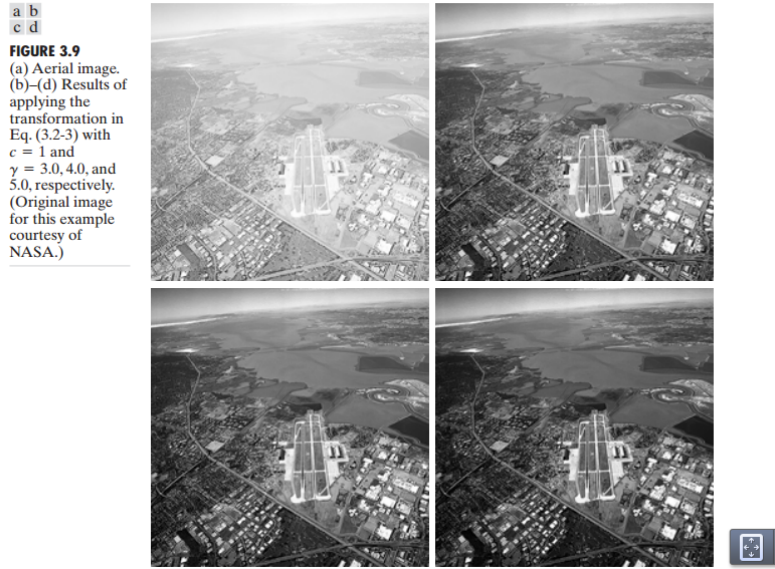 a b
c d
FIGURE 3.9
(a) Aerial image.
(b)–(d) Results of
applying the
transformation in
Eq. (3.2-3) with
c = 1 and
γ = 3.0, 4.0, and
5.0, respectively.
(Original image
for this example
courtesy of
NASA.)